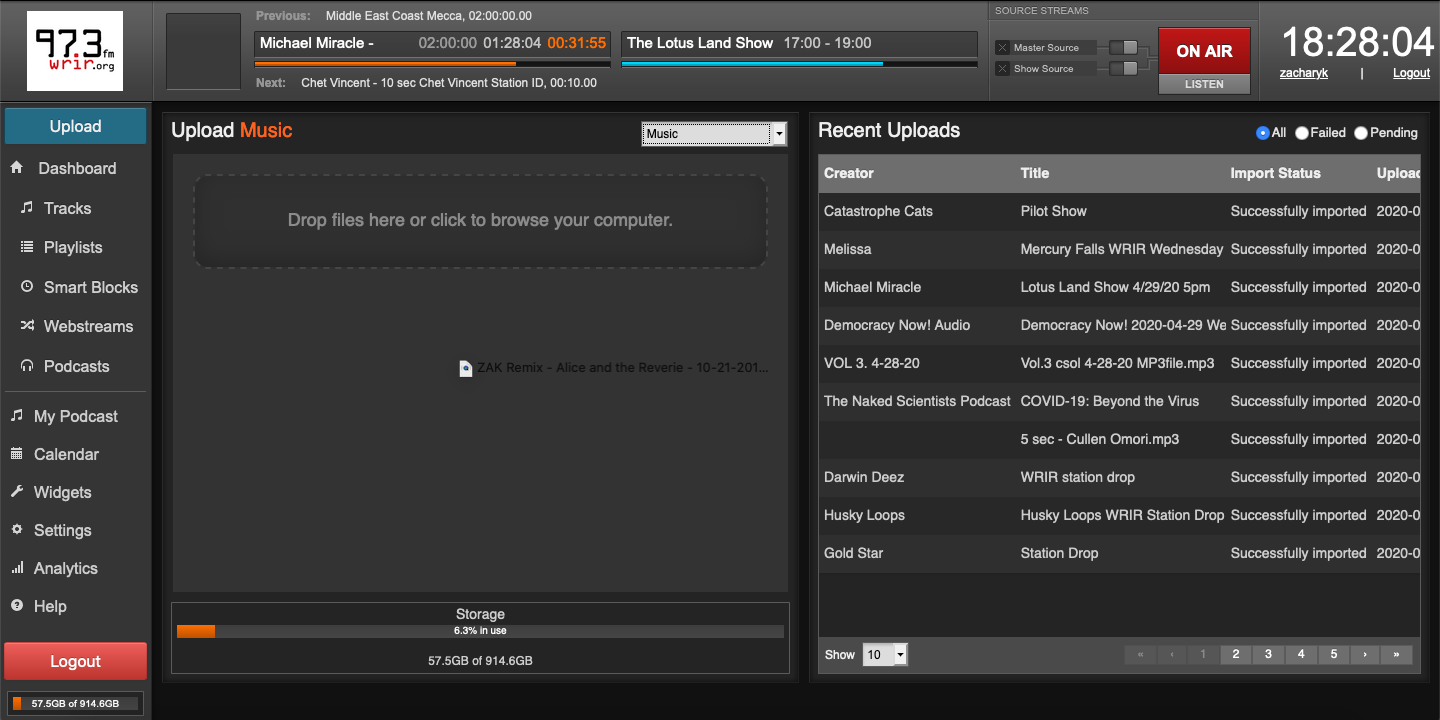 97.3 fm
wrir.org
Previous: Middle East Coast Mecca, 02:00:00.00
Michael Miracle - 02:00:00 01:28:04 00:31:55
The Lotus Land Show 17:00 - 19:00
Next: Chet Vincent - 10 sec Chet Vincent Station ID, 00:10.00
SOURCE STREAMS
Master Source
Show Source
ON AIR
LISTEN
18:28:04
zacharyk | Logout
Upload
Dashboard
Tracks
Playlists
Smart Blocks
Webstreams
Podcasts
My Podcast
Calendar
Widgets
Settings
Analytics
Help
Logout
57.5GB of 914.6GB
Upload Music
Music
Drop files here or click to browse your computer.
ZAK Remix - Alice and the Reverie - 10-21-201...
Storage
6.3% in use
57.5GB of 914.6GB
Recent Uploads
All Failed Pending
Creator Title Import Status Upload
Catastrophe Cats Pilot Show Successfully imported 2020-0
Melissa Mercury Falls WRIR Wednesday Successfully imported 2020-0
Michael Miracle Lotus Land Show 4/29/20 5pm Successfully imported 2020-0
Democracy Now! Audio Democracy Now! 2020-04-29 We Successfully imported 2020-0
VOL 3. 4-28-20 Vol.3 csol 4-28-20 MP3file.mp3 Successfully imported 2020-0
The Naked Scientists Podcast COVID-19: Beyond the Virus Successfully imported 2020-0
5 sec - Cullen Omori.mp3 Successfully imported 2020-0
Darwin Deez WRIR station drop Successfully imported 2020-0
Husky Loops Husky Loops WRIR Station Drop Successfully imported 2020-0
Gold Star Station Drop Successfully imported 2020-0
Show 10 « ‹ 1 2 3 4 5 › »